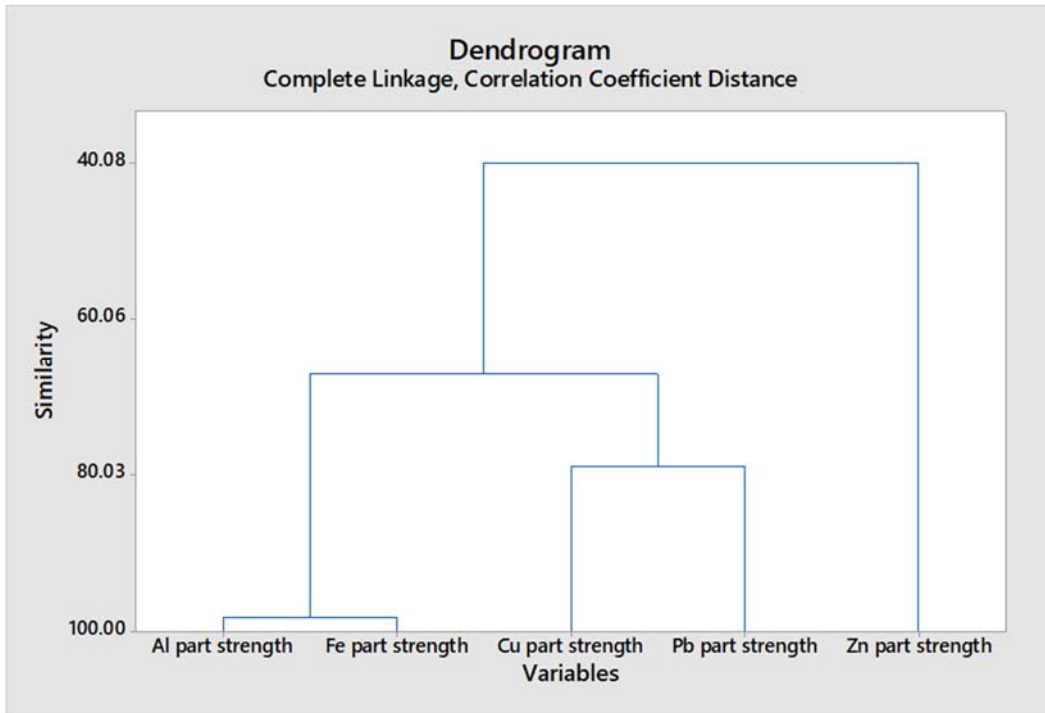 Dendrogram
Complete Linkage, Correlation Coefficient Distance
40.08
60.06
80.03
100.00
Similarity
Al part strength
Fe part strength
Cu part strength
Pb part strength
Zn part strength
Variables